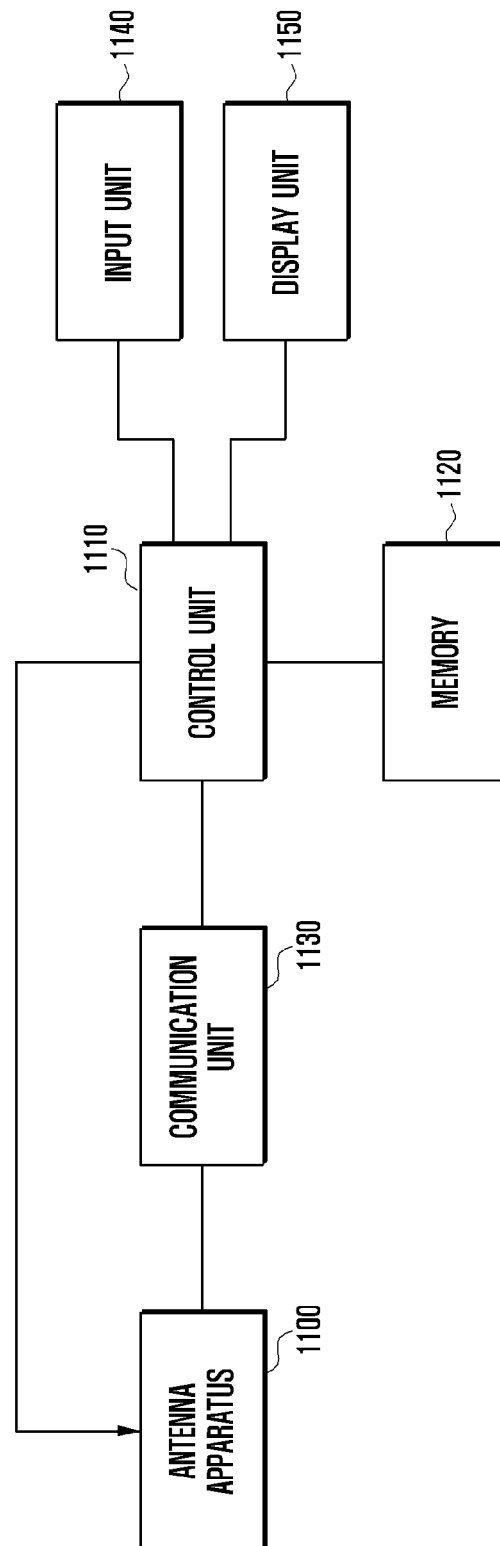 1110
1140
INPUT UNIT
ANTENNA
APPARATUS
1100
COMMUNICATION
UNIT
1130
CONTROL UNIT
DISPLAY UNIT
1150
MEMORY
1120